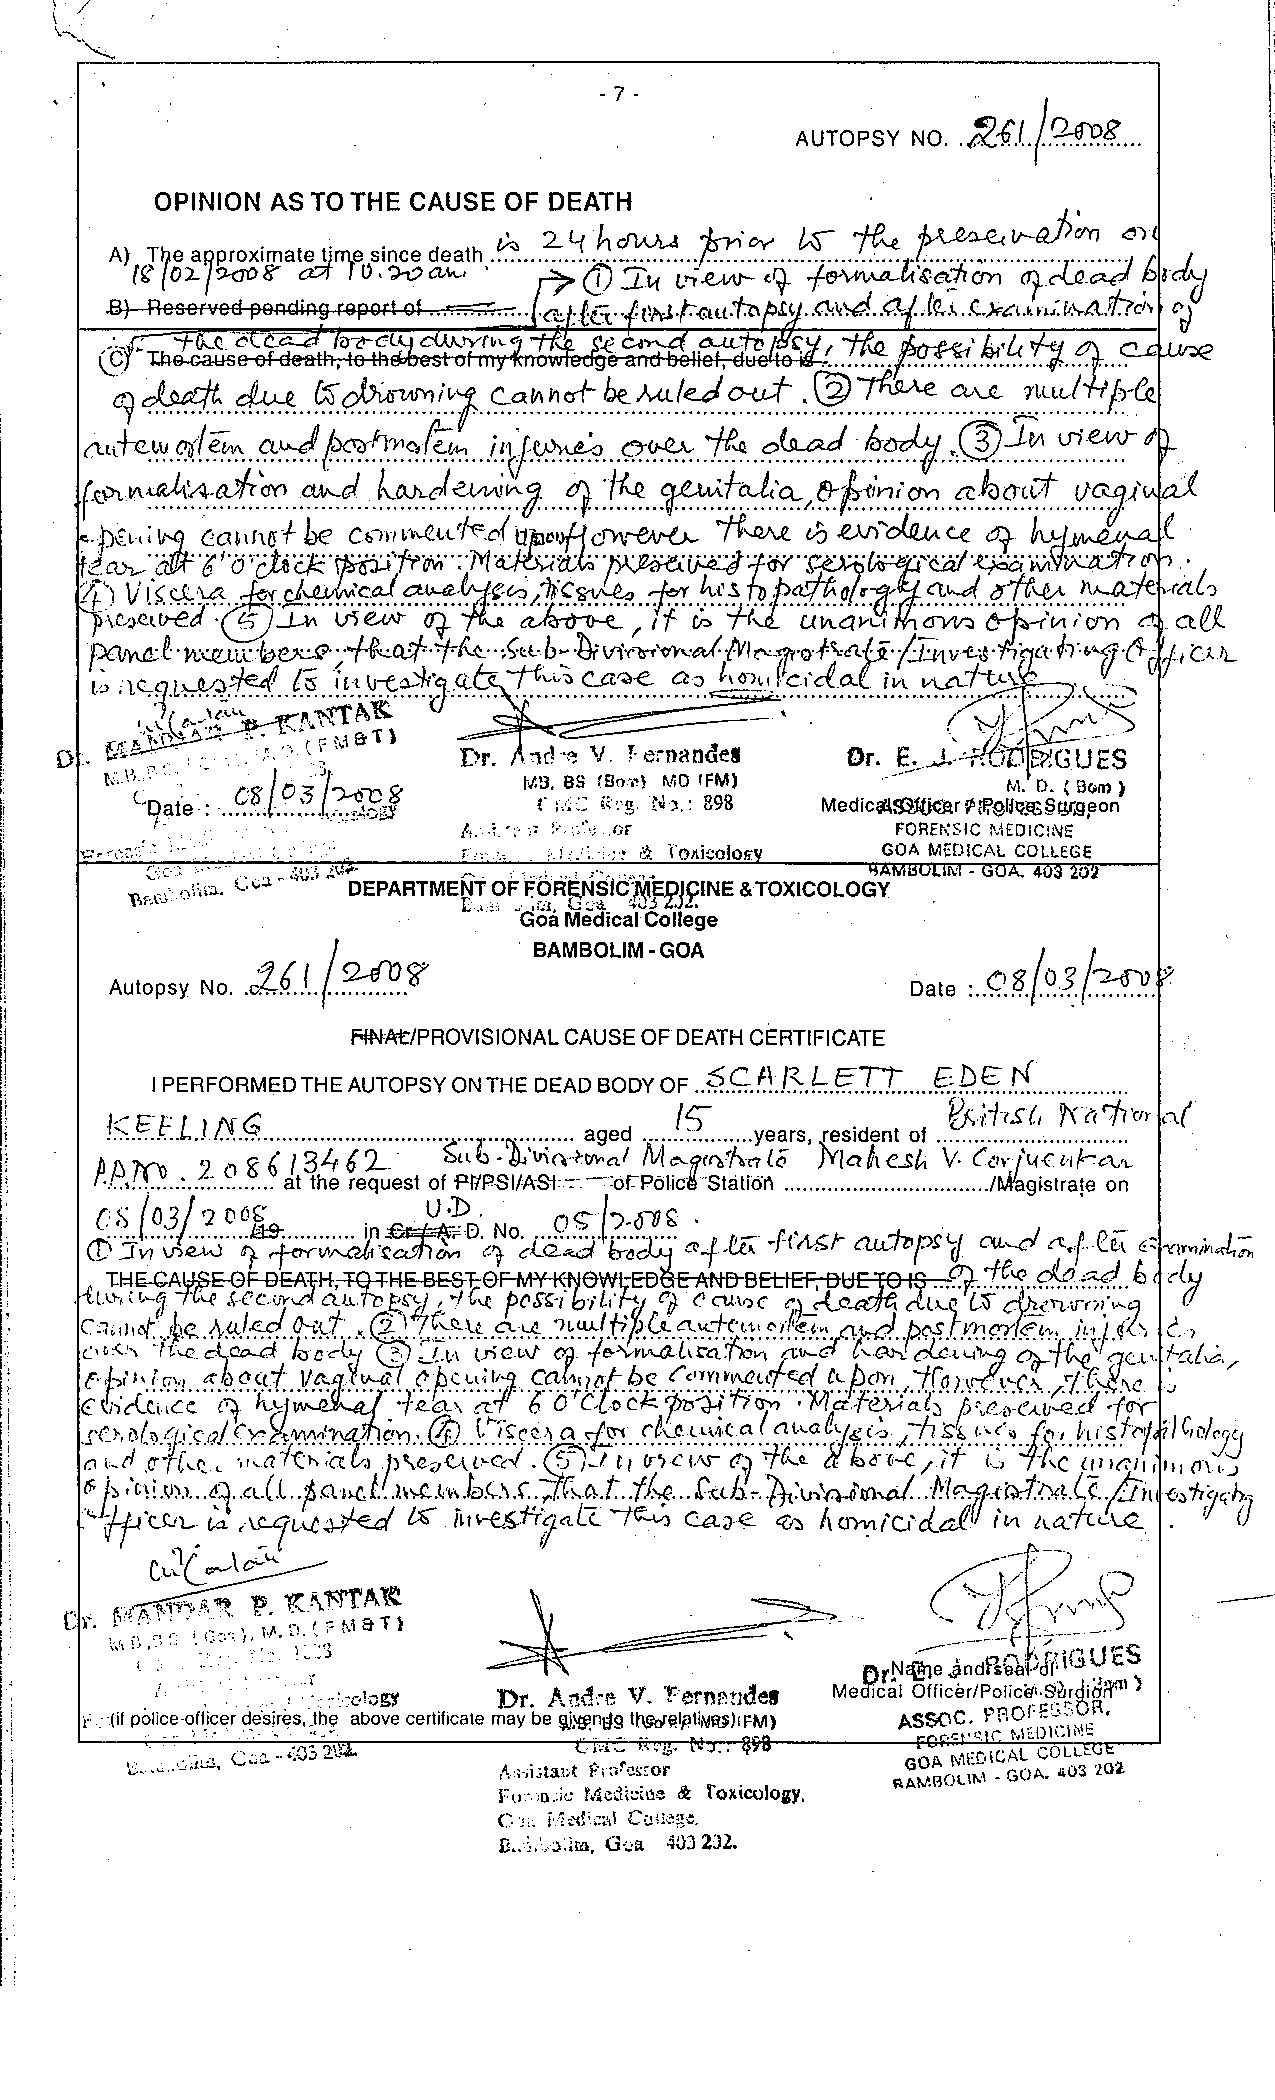 - 7 -
AUTOPSY NO. 261/2008
OPINION AS TO THE CAUSE OF DEATH
A) The approximate time since death is 24 hours prior to the preservation on
18/02/2008 at 10.20 am. ① In view of formalisation of dead body
B) Reserved pending report of after first autopsy and after examination of
the dead body during the second autopsy, the possibility of cause
(C) The cause of death, to the best of my knowledge and belief, due to is
of death due to drowning cannot be ruled out. ② There are multiple
antemortem and postmortem injuries over the dead body. ③ In view of
formalisation and hardening of the genitalia, opinion about vaginal
opening cannot be commented upon However there is evidence of hymenal
tear at 6 O'clock position. Materials preserved for serological examination.
④ Viscera for chemical analysis, tissues for histopathology and other materials
preserved. ⑤ In view of the above, it is the unanimous opinion of all
panel members, that the Sub-Divisional Magistrate/Investigating Officer
is requested to investigate this case as homicidal in nature
Dr. MANDAR P. KANTAK
Dr. Andre V. Fernandes
Dr. E. J. RODRIGUES
(FM&T)
MB, BS (Bom) MD (FM)
M. D. (Bom)
Date : 08/03/2008
GMC Reg. No.: 898
Medical Officer / Police Surgeon
FORENSIC MEDICINE
Medicine & Toxicology
GOA MEDICAL COLLEGE
BAMBOLIM - GOA. 403 202
Bambolim, Goa - 403 202.
DEPARTMENT OF FORENSIC MEDICINE & TOXICOLOGY
Goa Medical College
BAMBOLIM - GOA
Autopsy No. 261/2008 Date : 08/03/2008
FINAL/PROVISIONAL CAUSE OF DEATH CERTIFICATE
I PERFORMED THE AUTOPSY ON THE DEAD BODY OF SCARLETT EDEN
KEELING aged 15 years, resident of British National
PP.No. 208613462 at the request of PI/PSI/ASI of Police Station Sub-Divisional Magistrate Mahesh V. Corjuenkar /Magistrate on
08/03/2008 19 in Cr./A. D. No. U.D. 05/2008.
① In view of formalisation of dead body after first autopsy and after examination
THE CAUSE OF DEATH, TO THE BEST OF MY KNOWLEDGE AND BELIEF, DUE TO IS of the dead body
during the second autopsy, the possibility of cause of death due to drowning
cannot be ruled out. ② There are multiple antemortem and postmortem injuries
over the dead body ③ In view of formalisation and hardening of the genitalia,
opinion about vaginal opening cannot be commented upon, However, there is
evidence of hymenal tear at 6 O'Clock position. Materials preserved for
serological examination. ④ Viscera for chemical analysis, tissues for histopathology
and other materials preserved. ⑤ In view of the above, it is the unanimous
opinion of all panel members, that the Sub-Divisional Magistrate/Investigating
Officer is requested to investigate this case as homicidal in nature.
Dr. MANDAR P. KANTAK
M.B.B.S. (Goa), M.D. (FM&T)
Dr. Andre V. Fernandes
Dr. E. J. RODRIGUES
Name and Seal of
Medical Officer/Police Surgion
(if police officer desires, the above certificate may be given to the relatives)
ASSOC. PROFESSOR,
FORENSIC MEDICINE
GMC Reg. No.: 898
GOA MEDICAL COLLEGE
BAMBOLIM - GOA. 403 202
Bambolim, Goa - 403 202.
Assistant Professor
Forensic Medicine & Toxicology,
Goa Medical College,
Bambolim, Goa 403 202.